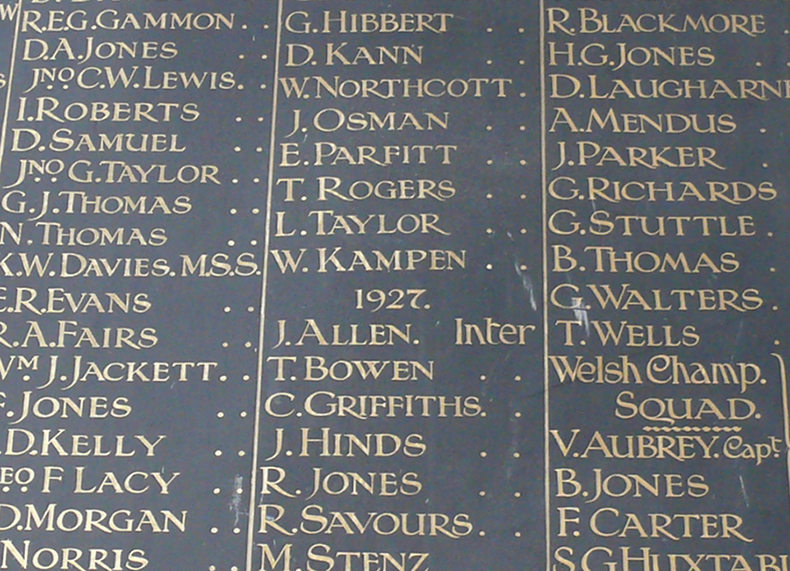 R.E.G.GAMMON. .
D.A.JONES . .
JNO C.W.LEWIS. .
I.ROBERTS . .
D.SAMUEL . .
JNO G.TAYLOR . .
G.J.THOMAS . .
N.THOMAS . .
K.W.DAVIES. M.S.S.
E.R.EVANS . .
R.A.FAIRS . .
WM J.JACKETT. .
F.JONES . .
D.KELLY . .
GEO F LACY . .
D.MORGAN . .
NORRIS . .
G.HIBBERT . .
D.KANN . .
W.NORTHCOTT .
J.OSMAN . .
E.PARFITT . .
T. ROGERS . .
L.TAYLOR . .
W. KAMPEN . .
1927.
J.ALLEN. Inter
T.BOWEN . .
C.GRIFFITHS. .
J.HINDS . .
R.JONES . .
R.SAVOURS. .
M.STENZ
R.BLACKMORE .
H.G.JONES . .
D.LAUGHARNE
A.MENDUS .
J.PARKER .
G.RICHARDS
G.STUTTLE .
B.THOMAS .
G.WALTERS .
T.WELLS .
Welsh Champ.
SQUAD.
V.AUBREY. Capt
B.JONES
F.CARTER
S.G.HUXTABL